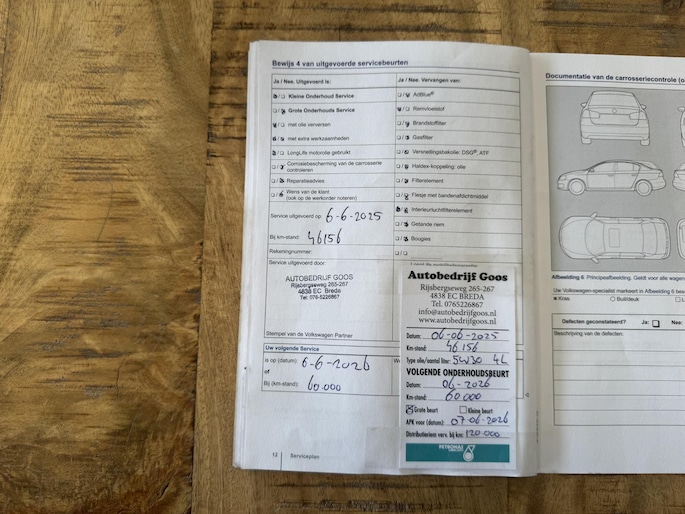 Bewijs 4 van uitgevoerde servicebeurten
Ja / Nee. Uitgevoerd is:
Kleine Onderhoud Service
Grote Onderhouds Service
met olie verversen
met extra werkzaamheden
LongLife motorolie gebruikt
Corrosiebescherming van de carrosserie
controleren
Reparatieadvies
Wens van de klant
(ook op de werkorder noteren)
Service uitgevoerd op: 6-6-2025
Bij km-stand: 46156
Rekeningnummer:
Service uitgevoerd door:
AUTOBEDRIJF GOOS
Rijsbergseweg 265-267
4838 EC Breda
Tel. 076-5226867
Stempel van de Volkswagen Partner
Uw volgende Service
is op (datum): 6-6-2026
of
Bij (km-stand): 60.000
12 Serviceplan
Ja / Nee. Vervangen van:
AdBlue®
Remvloeistof
Brandstoffilter
Gasfilter
Versnellingsbakolie: DSG®, ATF
Haldex-koppeling: olie
Filterelement
Flesje met bandenafdichtmiddel
Interieurluchtfilterelement
Getande riem
Bougies
Autobedrijf Goos
Rijsbergseweg 265-267
4838 EC BREDA
Tel. 0765226867
info@autobedrijfgoos.nl
www.autobedrijfgoos.nl
Datum: 06-06-2025
Km-stand: 46156
Type olie/aantal liter: 5W30 4L
VOLGENDE ONDERHOUDSBEURT
Datum: 06-2026
Km-stand: 60000
Grote beurt Kleine beurt
APK voor (datum): 07-06-2026
Distributieriem verv. bij km: 120.000
PETRONAS
Documentatie van de carrosseriecontrole (o
Afbeelding 6 Principeafbeelding. Geldt voor alle wagen
Uw Volkswagen-specialist markeert in Afbeelding 6 besc
Kras Buil/deuk
Defecten geconstateerd? Ja: Nee:
Beschrijving van de defecten: